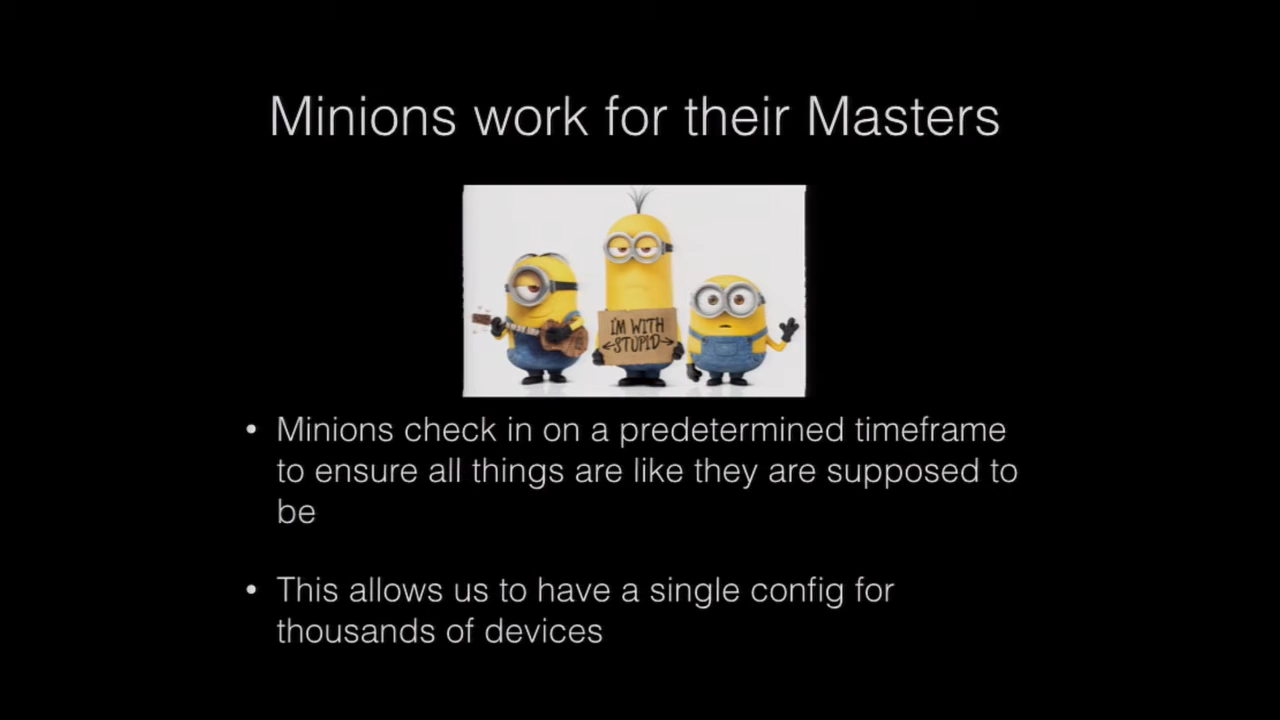 Minions work for their Masters
I'M WITH
STUPID
• Minions check in on a predetermined timeframe
to ensure all things are like they are supposed to
be
• This allows us to have a single config for
thousands of devices